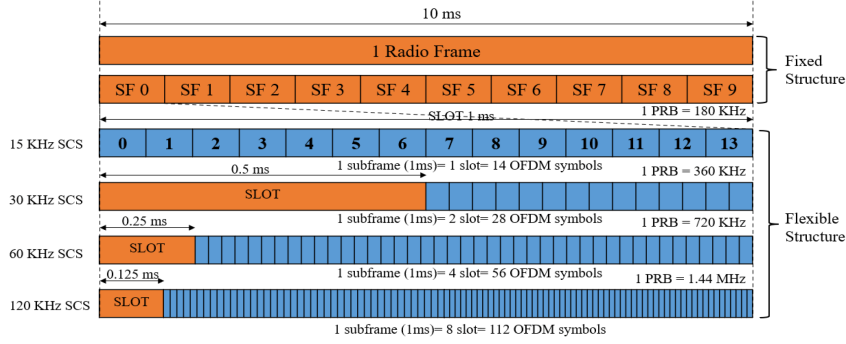 10 ms
1 Radio Frame
Fixed
Structure
SF 0 SF 1 SF 2 SF 3 SF 4 SF 5 SF 6 SF 7 SF 8 SF 9
1 PRB = 180 KHz
SLOT 1 ms
15 KHz SCS 0 1 2 3 4 5 6 7 8 9 10 11 12 13
1 subframe (1ms)= 1 slot= 14 OFDM symbols
1 PRB = 360 KHz
0.5 ms
30 KHz SCS SLOT
1 subframe (1ms)= 2 slot= 28 OFDM symbols
1 PRB = 720 KHz
0.25 ms
Flexible
Structure
60 KHz SCS SLOT
1 subframe (1ms)= 4 slot= 56 OFDM symbols
1 PRB = 1.44 MHz
0.125 ms
120 KHz SCS SLOT
1 subframe (1ms)= 8 slot= 112 OFDM symbols